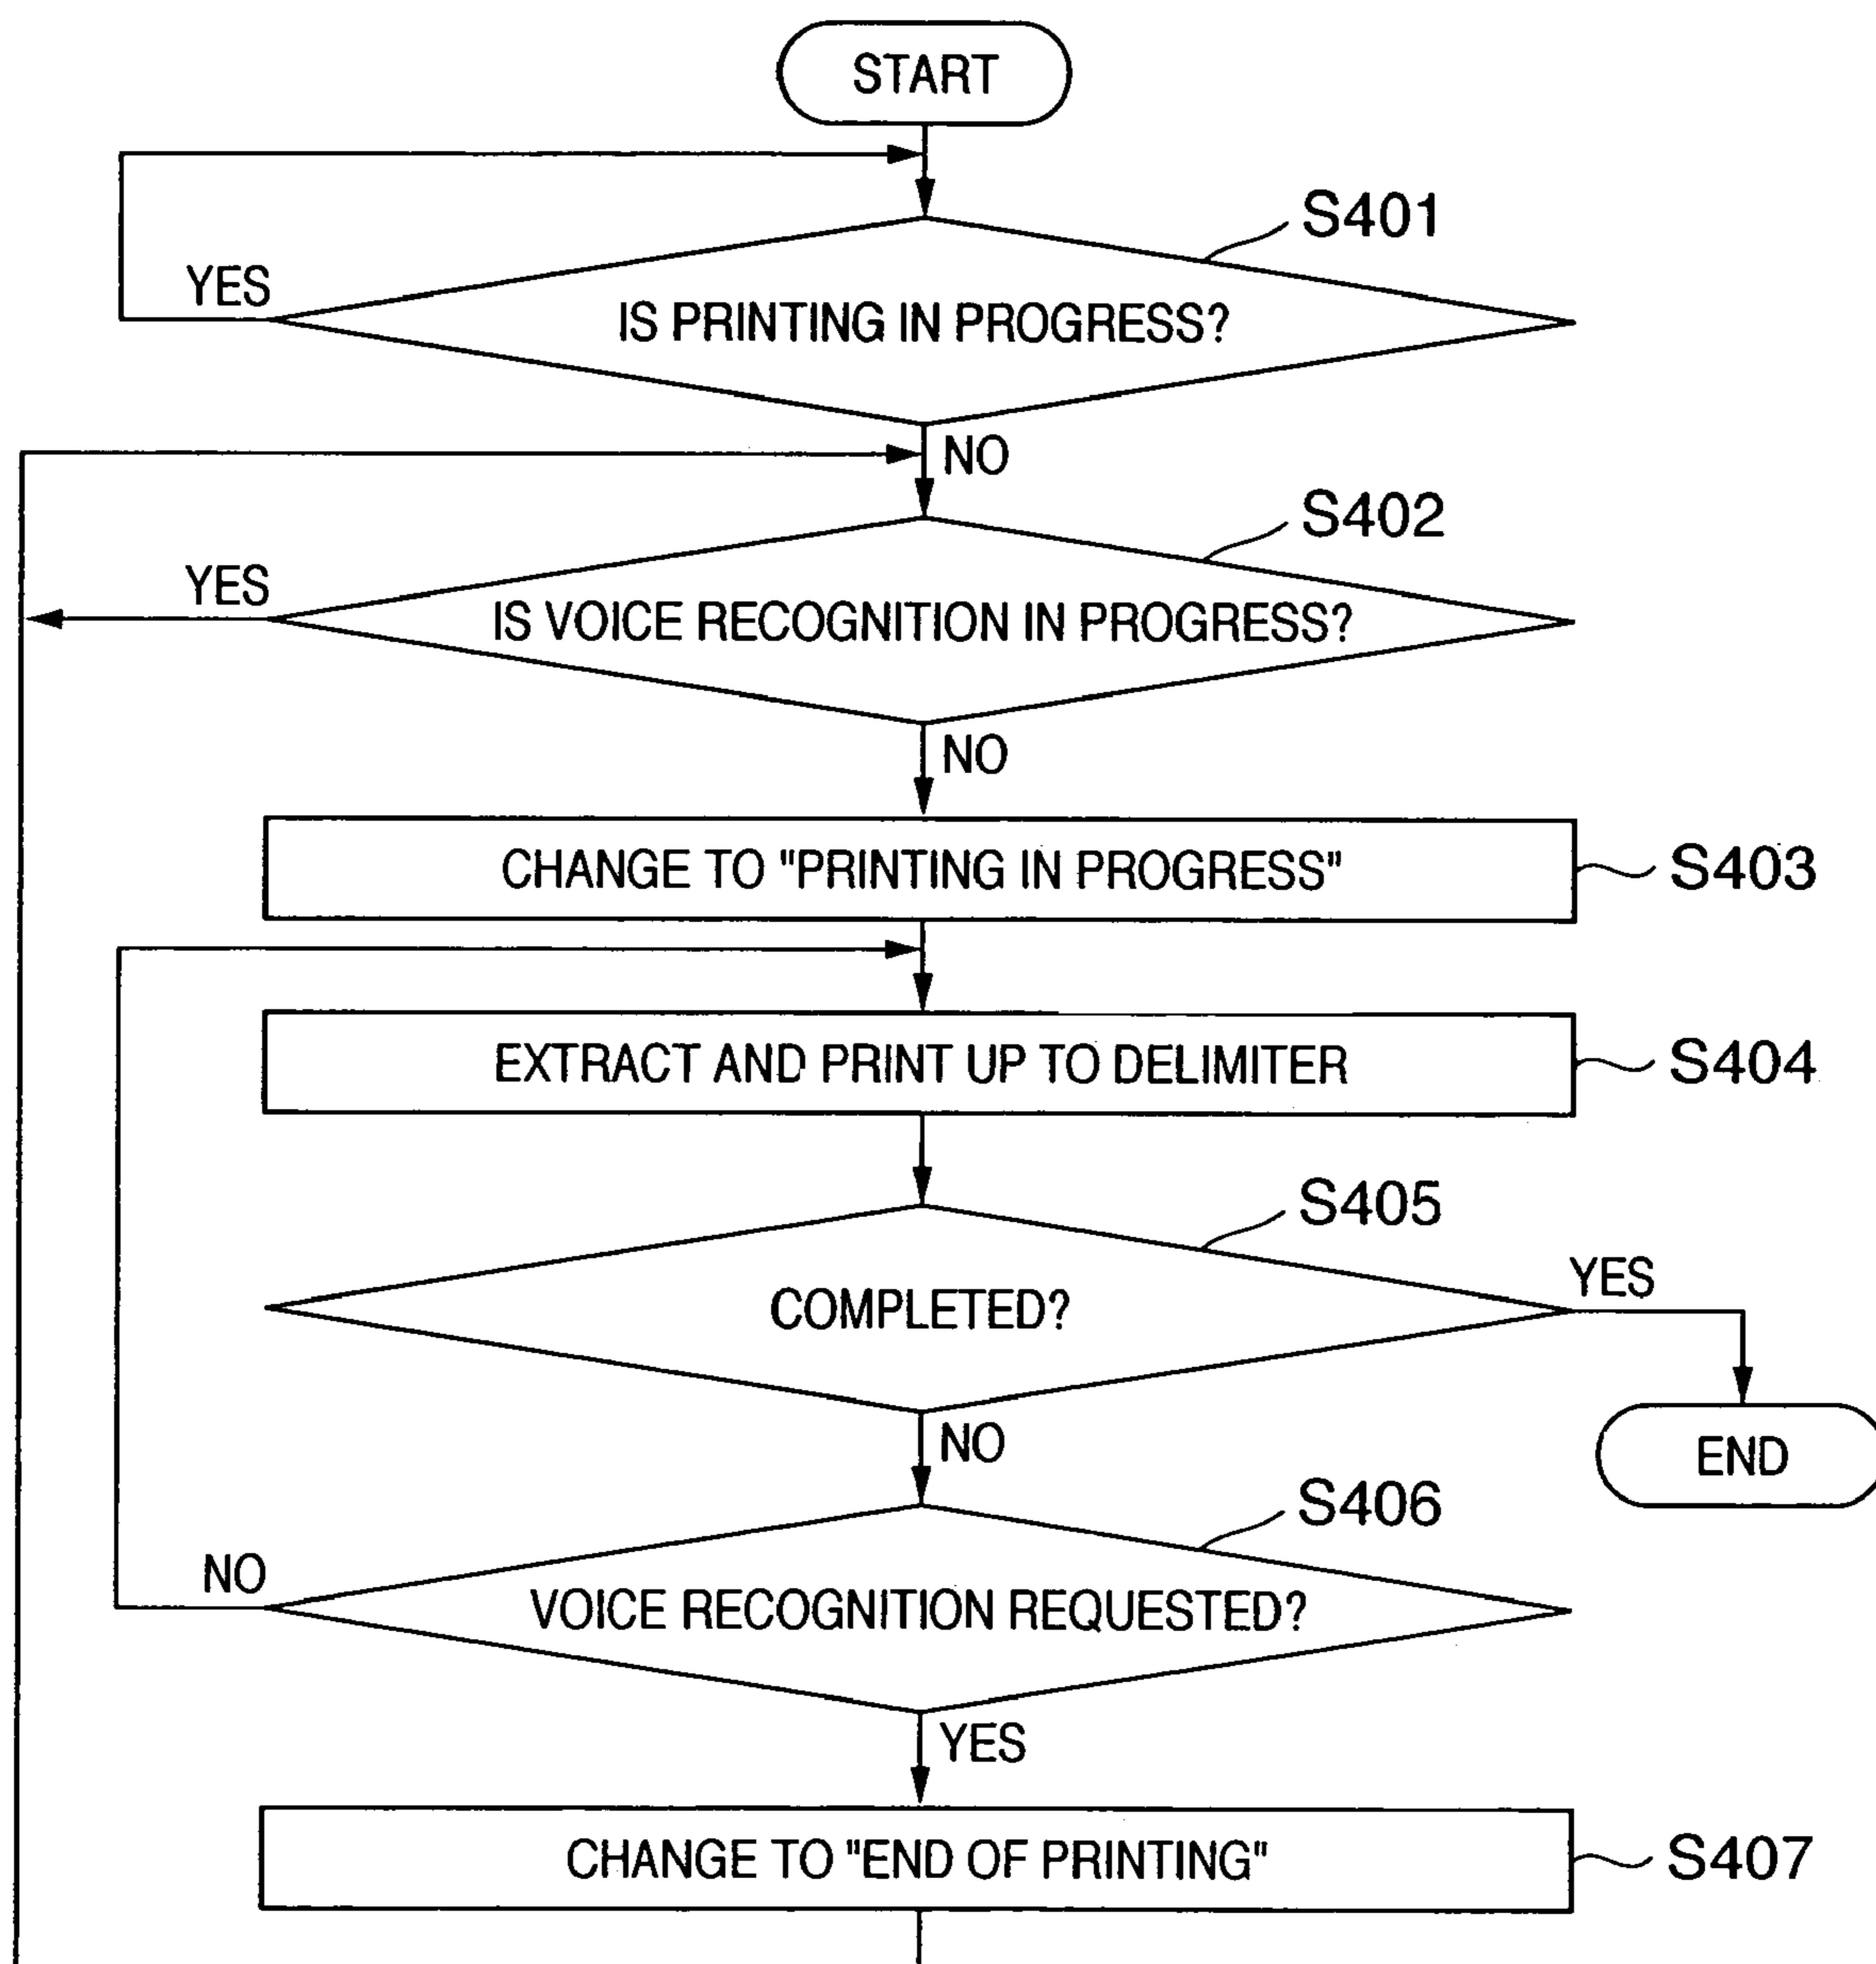 START
S401
YES
IS PRINTING IN PROGRESS?
NO
S402
YES
IS VOICE RECOGNITION IN PROGRESS?
NO
CHANGE TO "PRINTING IN PROGRESS"
S403
EXTRACT AND PRINT UP TO DELIMITER
S404
S405
YES
COMPLETED?
NO
END
S406
NO
VOICE RECOGNITION REQUESTED?
YES
CHANGE TO "END OF PRINTING"
S407